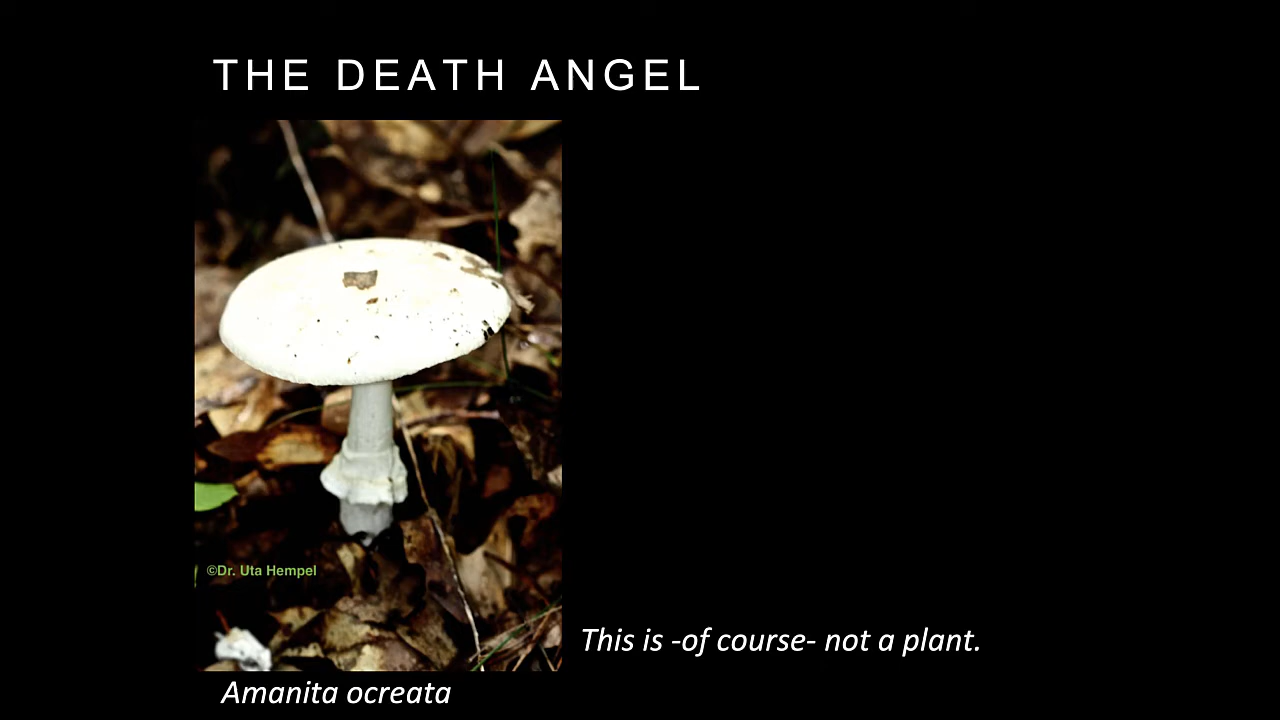 THE DEATH ANGEL
©Dr. Uta Hempel
This is -of course- not a plant.
Amanita ocreata